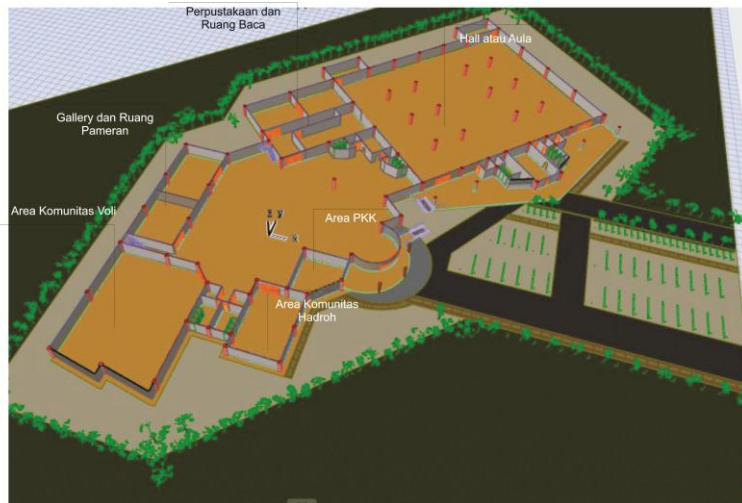 Perpustakaan dan
Ruang Baca
Hall atau Aula
Gallery dan Ruang
Pameran
Area Komunitas Voli
Area PKK
Area Komunitas
Hadroh